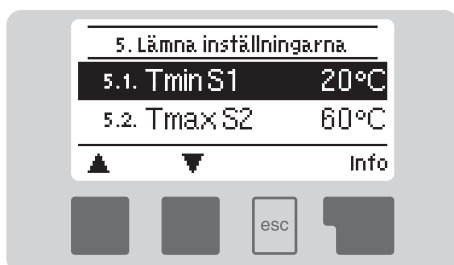 5. Lämna inställningarna
5.1. Tmin S1 20°C
5.2. Tmax S2 60°C
▲ ▼ Info
esc